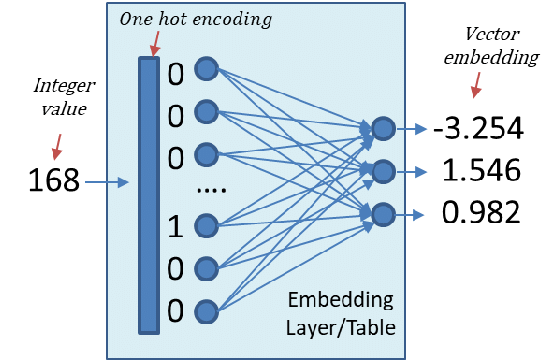 One hot encoding
Vector
embedding
Integer
value
168
0
0
0
....
1
0
0
-3.254
1.546
0.982
Embedding
Layer/Table